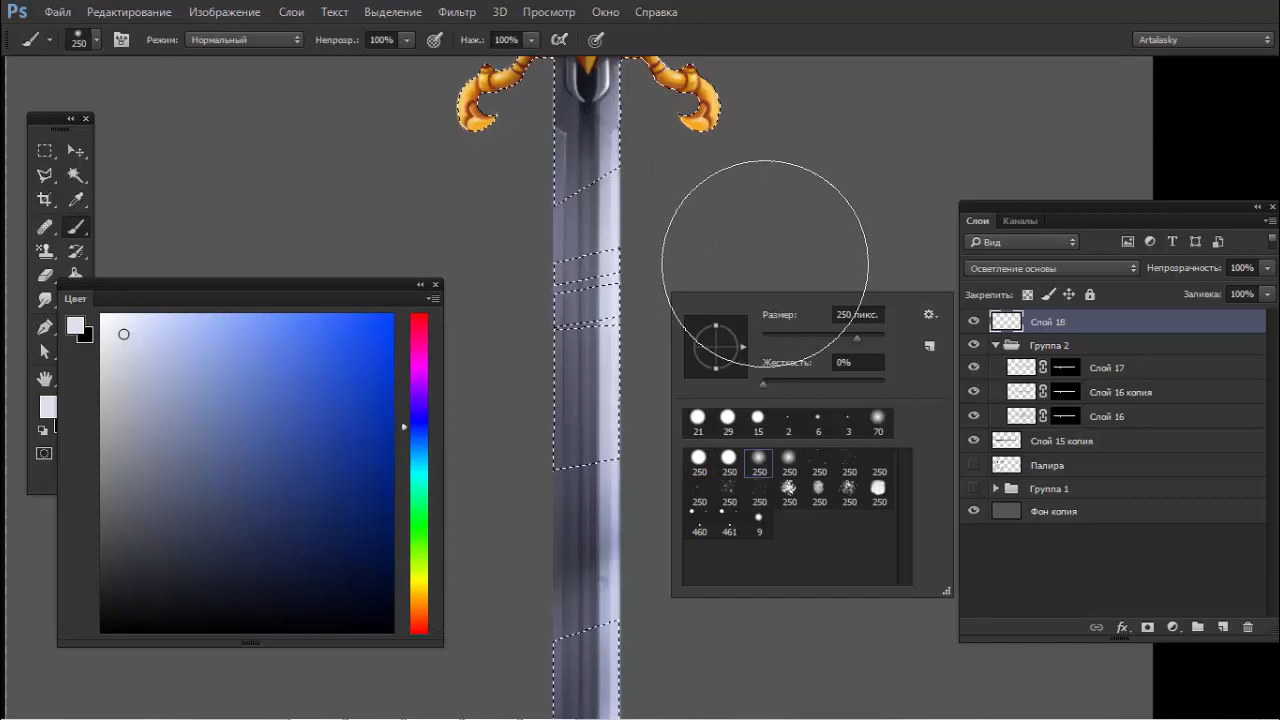 Ps Файл Редактирование Изображение Слои Текст Выделение Фильтр 3D Просмотр Окно Справка
250 Режим: Нормальный Непрозр.: 100% Наж.: 100% Artalasky
Слои Каналы
Вид
Осветление основы Непрозрачность: 100%
Закрепить: Заливка: 100%
Слой 18
Группа 2
Слой 17
Слой 16 копия
Слой 16
Слой 15 копия
Палира
Группа 1
Фон копия
fx
Цвет
Размер: 250 пикс.
Жесткость: 0%
21 29 15 2 6 3 70
250 250 250 250 250 250 250
250 250 250 250 250 250 250
460 461 9